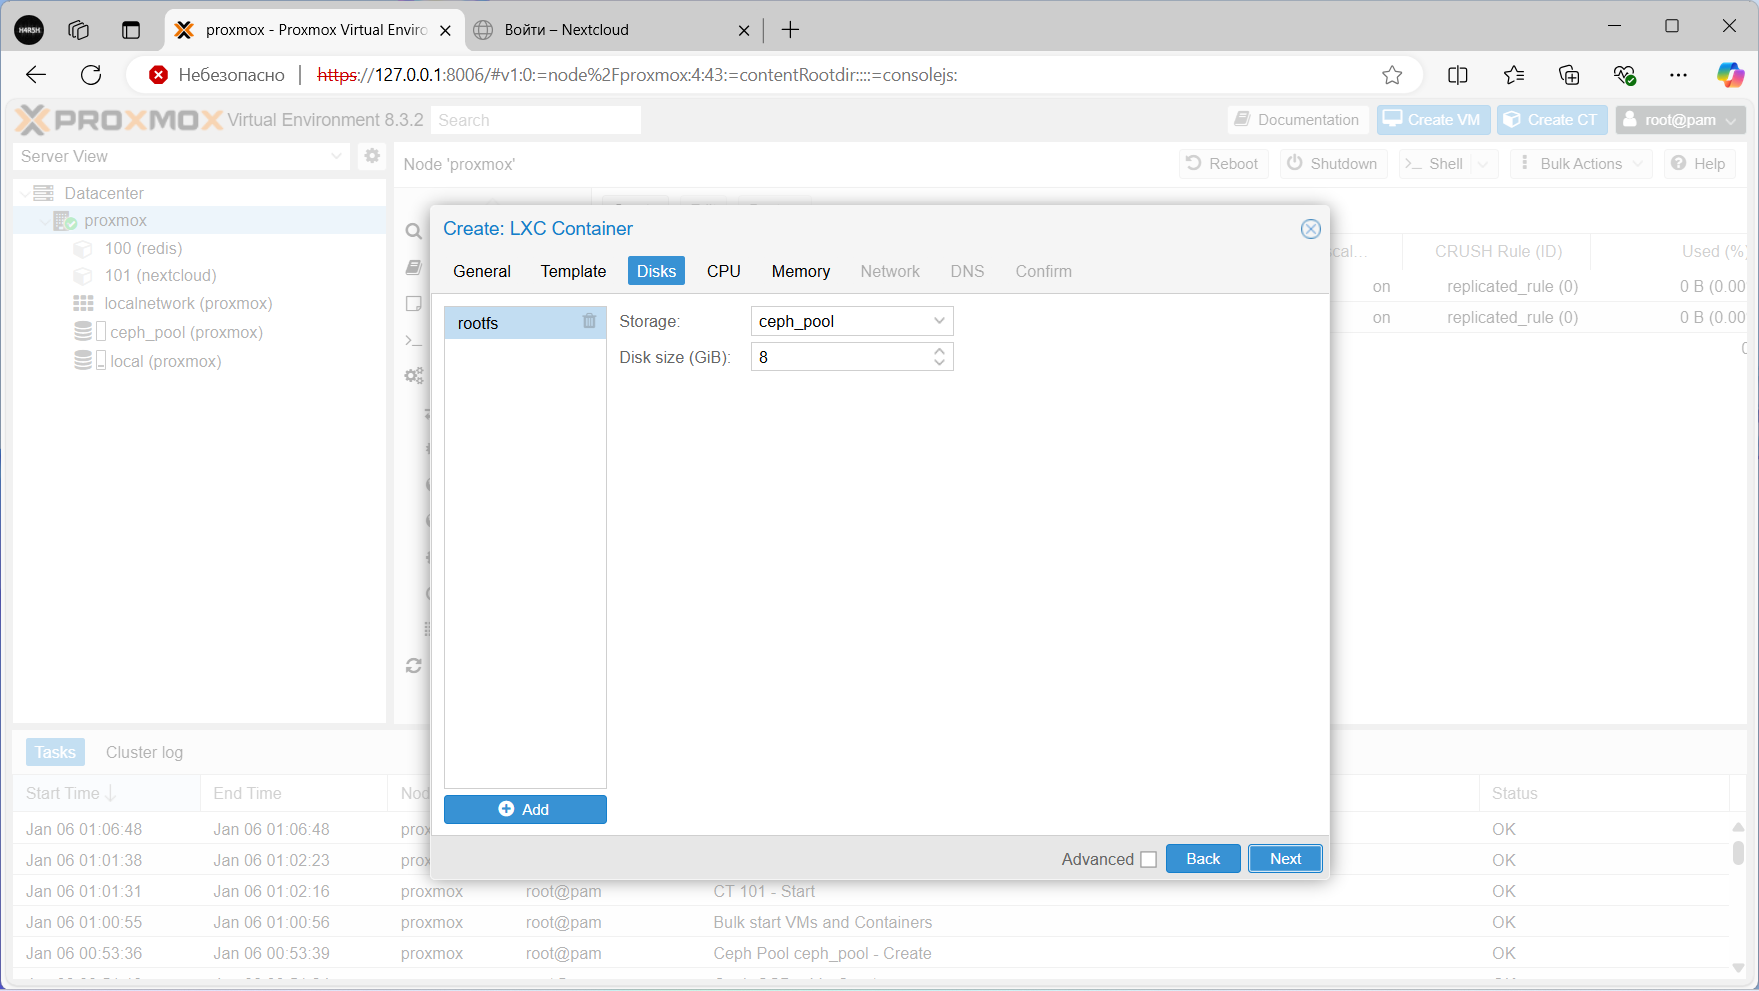 H4R5H
proxmox - Proxmox Virtual Enviro
Войти – Nextcloud
Небезопасно
https://127.0.0.1:8006/#v1:0:=node%2Fproxmox:4:43:=contentRootdir::::=consolejs:
PROXMOX Virtual Environment 8.3.2
Search
Documentation
Create VM
Create CT
root@pam
Server View
Node 'proxmox'
Reboot
Shutdown
Shell
Bulk Actions
Help
Datacenter
proxmox
100 (redis)
101 (nextcloud)
localnetwork (proxmox)
ceph_pool (proxmox)
local (proxmox)
Create: LXC Container
General
Template
Disks
CPU
Memory
Network
DNS
Confirm
rootfs
Storage:
ceph_pool
Disk size (GiB):
8
Add
Advanced
Back
Next
cal...
CRUSH Rule (ID)
Used (%)
on
replicated_rule (0)
0 B (0.00
on
replicated_rule (0)
0 B (0.00
Tasks
Cluster log
Start Time
End Time
Nod
Status
Jan 06 01:06:48
Jan 06 01:06:48
prox
OK
Jan 06 01:01:38
Jan 06 01:02:23
prox
OK
Jan 06 01:01:31
Jan 06 01:02:16
proxmox
root@pam
CT 101 - Start
OK
Jan 06 01:00:55
Jan 06 01:00:56
proxmox
root@pam
Bulk start VMs and Containers
OK
Jan 06 00:53:36
Jan 06 00:53:39
proxmox
root@pam
Ceph Pool ceph_pool - Create
OK